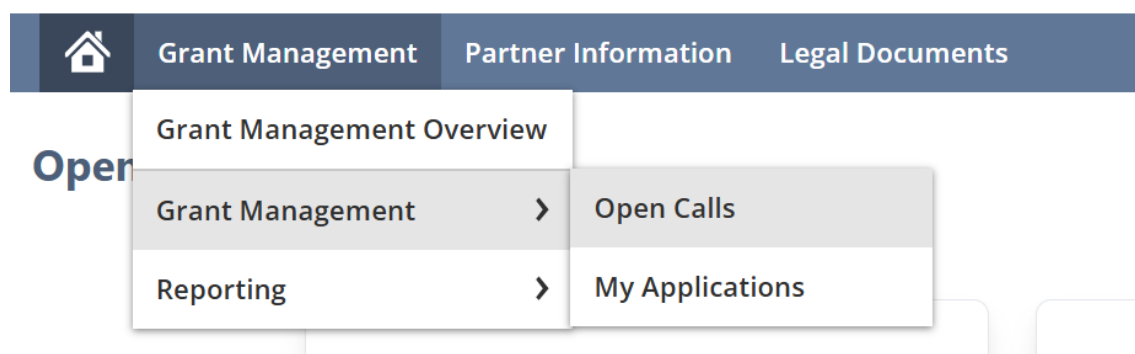 Grant Management Partner Information Legal Documents
Grant Management Overview
Open
Grant Management
Open Calls
Reporting
My Applications